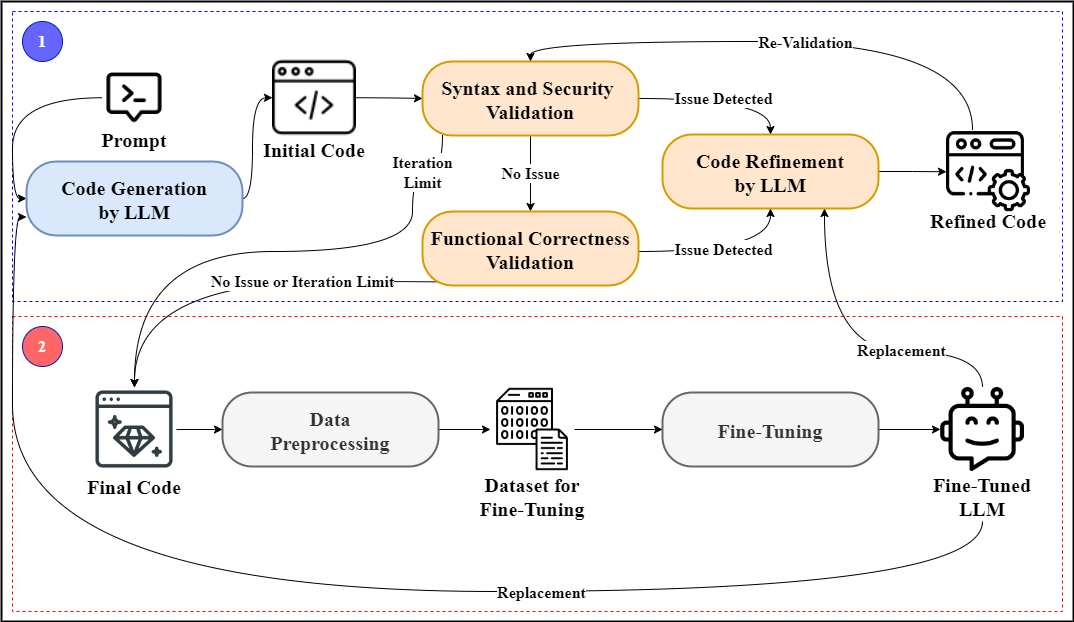 1
Re-Validation
Prompt
Initial Code
Syntax and Security
Validation
Issue Detected
Code Refinement
by LLM
Refined Code
Code Generation
by LLM
Iteration
Limit
No Issue
Functional Correctness
Validation
Issue Detected
No Issue or Iteration Limit
2
Replacement
Final Code
Data
Preprocessing
Dataset for
Fine-Tuning
Fine-Tuning
Fine-Tuned
LLM
Replacement